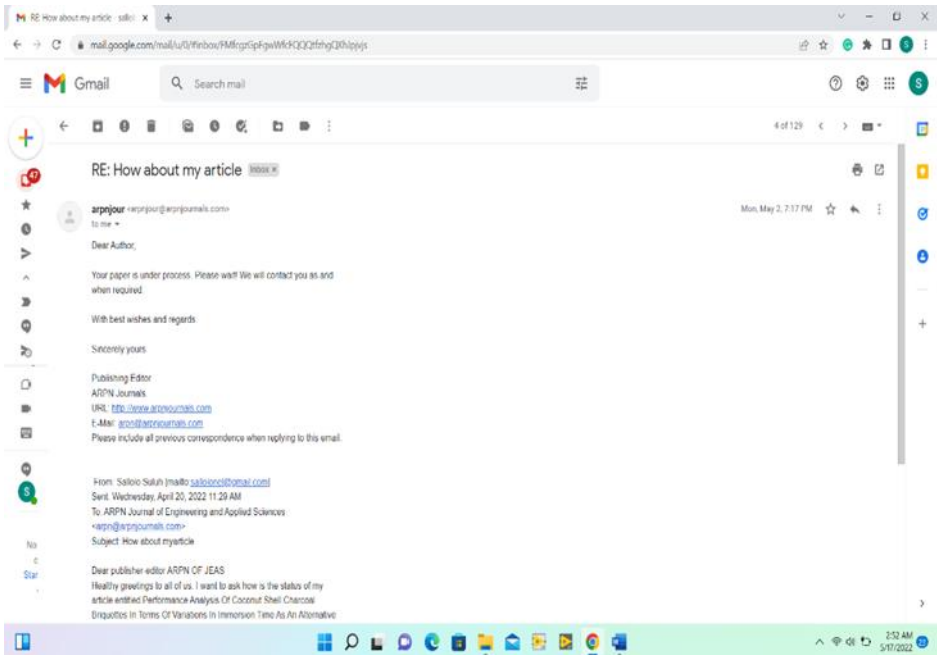 RE: How about my article
mail.google.com/mail/u/0/#inbox/
Gmail
Search mail
4 of 129
47
RE: How about my article Inbox x
arpnjour <arpnjour@arpnjournals.com>
Mon, May 2, 7:17 PM
to me
Dear Author,
Your paper is under process. Please wait! We will contact you as and
when required.
With best wishes and regards
Sincerely yours
Publishing Editor
ARPN Journals
URL: http://www.arpnjournals.com
E-Mail: arpn@arpnjournals.com
Please include all previous correspondence when replying to this email.
From: Saliolo Suluh [mailto:
Sent: Wednesday, April 20, 2022 11:29 AM
To: ARPN Journal of Engineering and Applied Sciences
<arpn@arpnjournals.com>
Subject: How about myarticle
Dear publisher editor ARPN OF JEAS
Healthy greetings to all of us. I want to ask how is the status of my
article entitled Performance Analysis Of Coconut Shell Charcoal
Briquettes In Terms Of Variations In Immersion Time As An Alternative
S
S
S
No
c
Star
2:52 AM
5/17/2022